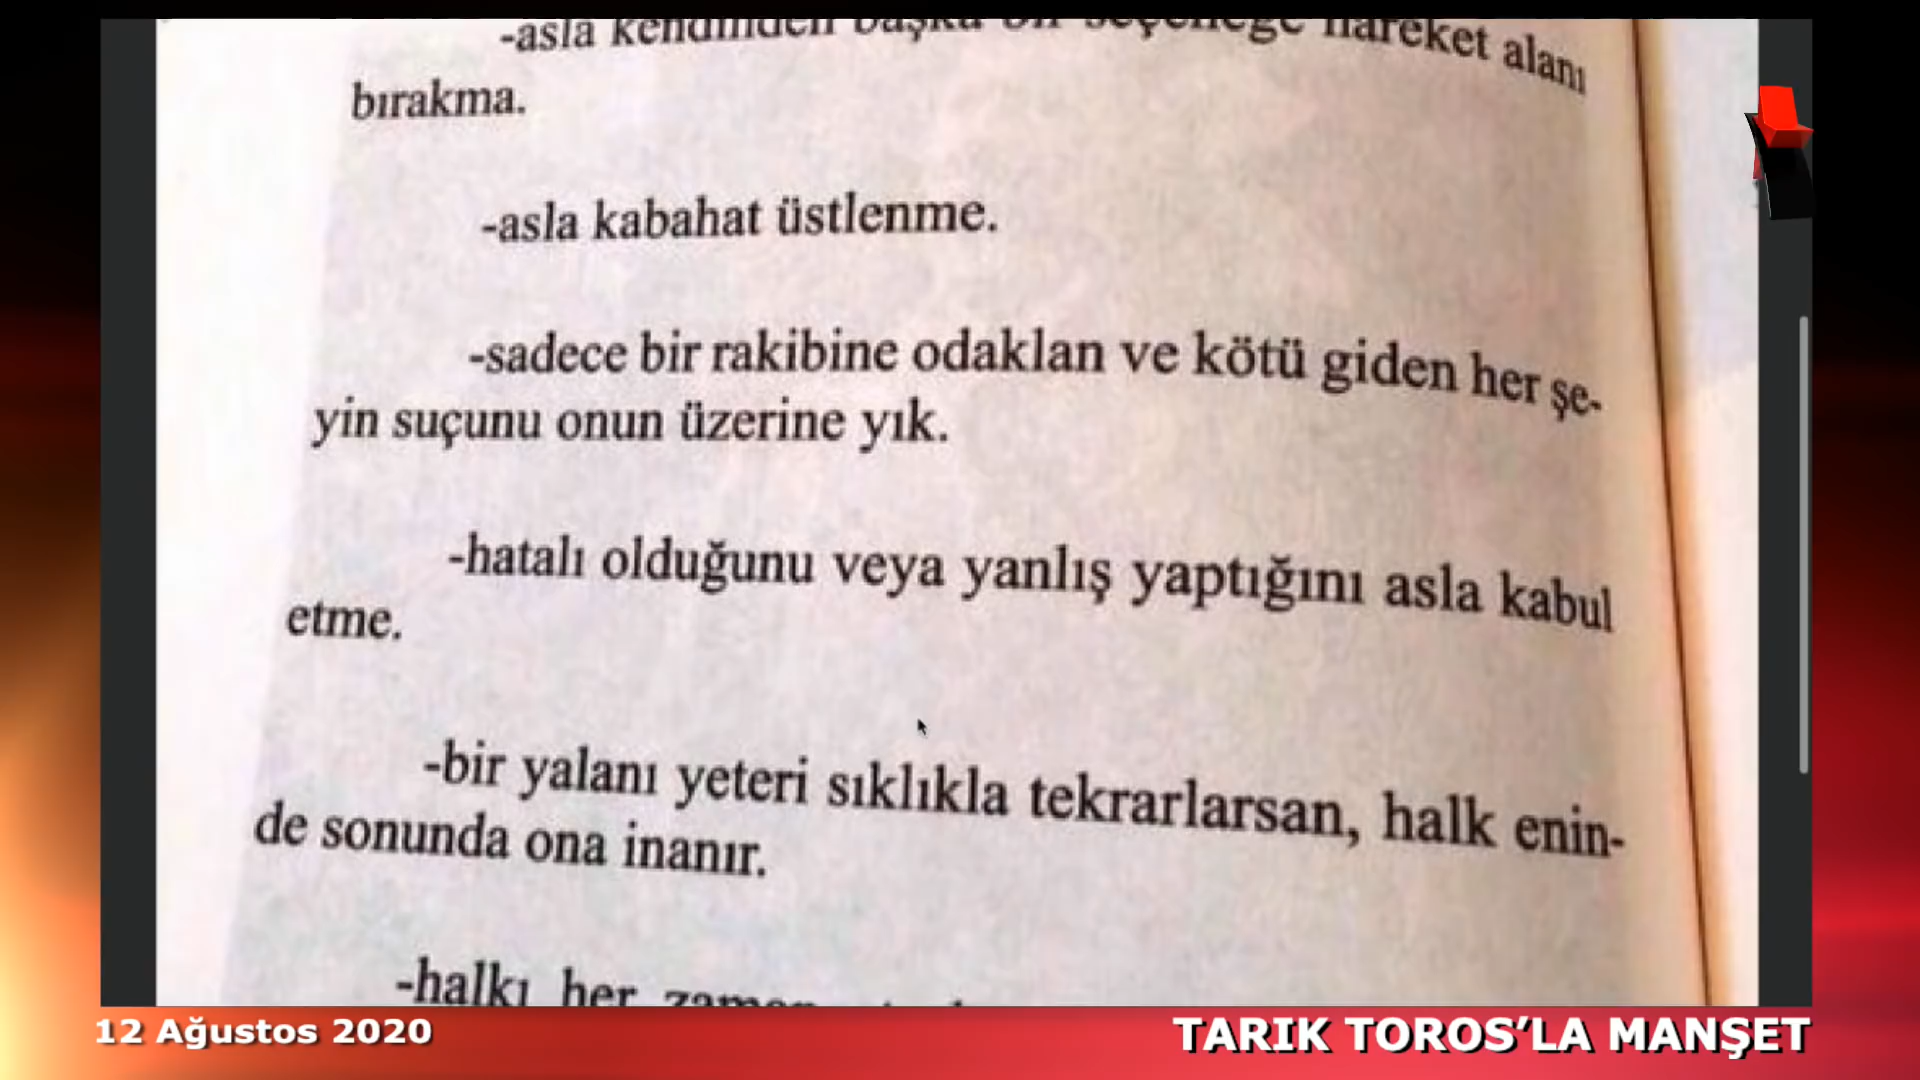 -asla kendinden başka bir seçeneğe hareket alanı
bırakma.
-asla kabahat üstlenme.
-sadece bir rakibine odaklan ve kötü giden her şe-
yin suçunu onun üzerine yık.
-hatalı olduğunu veya yanlış yaptığını asla kabul
etme.
-bir yalanı yeteri sıklıkla tekrarlarsan, halk enin-
de sonunda ona inanır.
-halkı her zaman
12 Ağustos 2020
TARIK TOROS’LA MANŞET